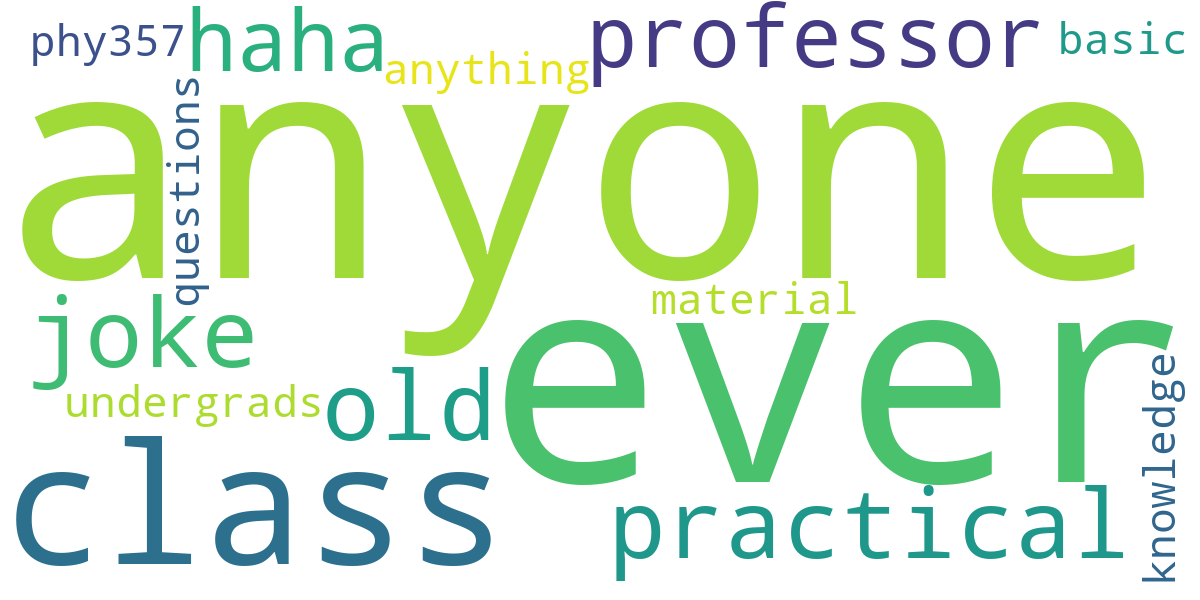 phy357
haha
professor
basic
anything
questions
anyone
material
joke
ever
undergrads
old
knowledge
class
practical